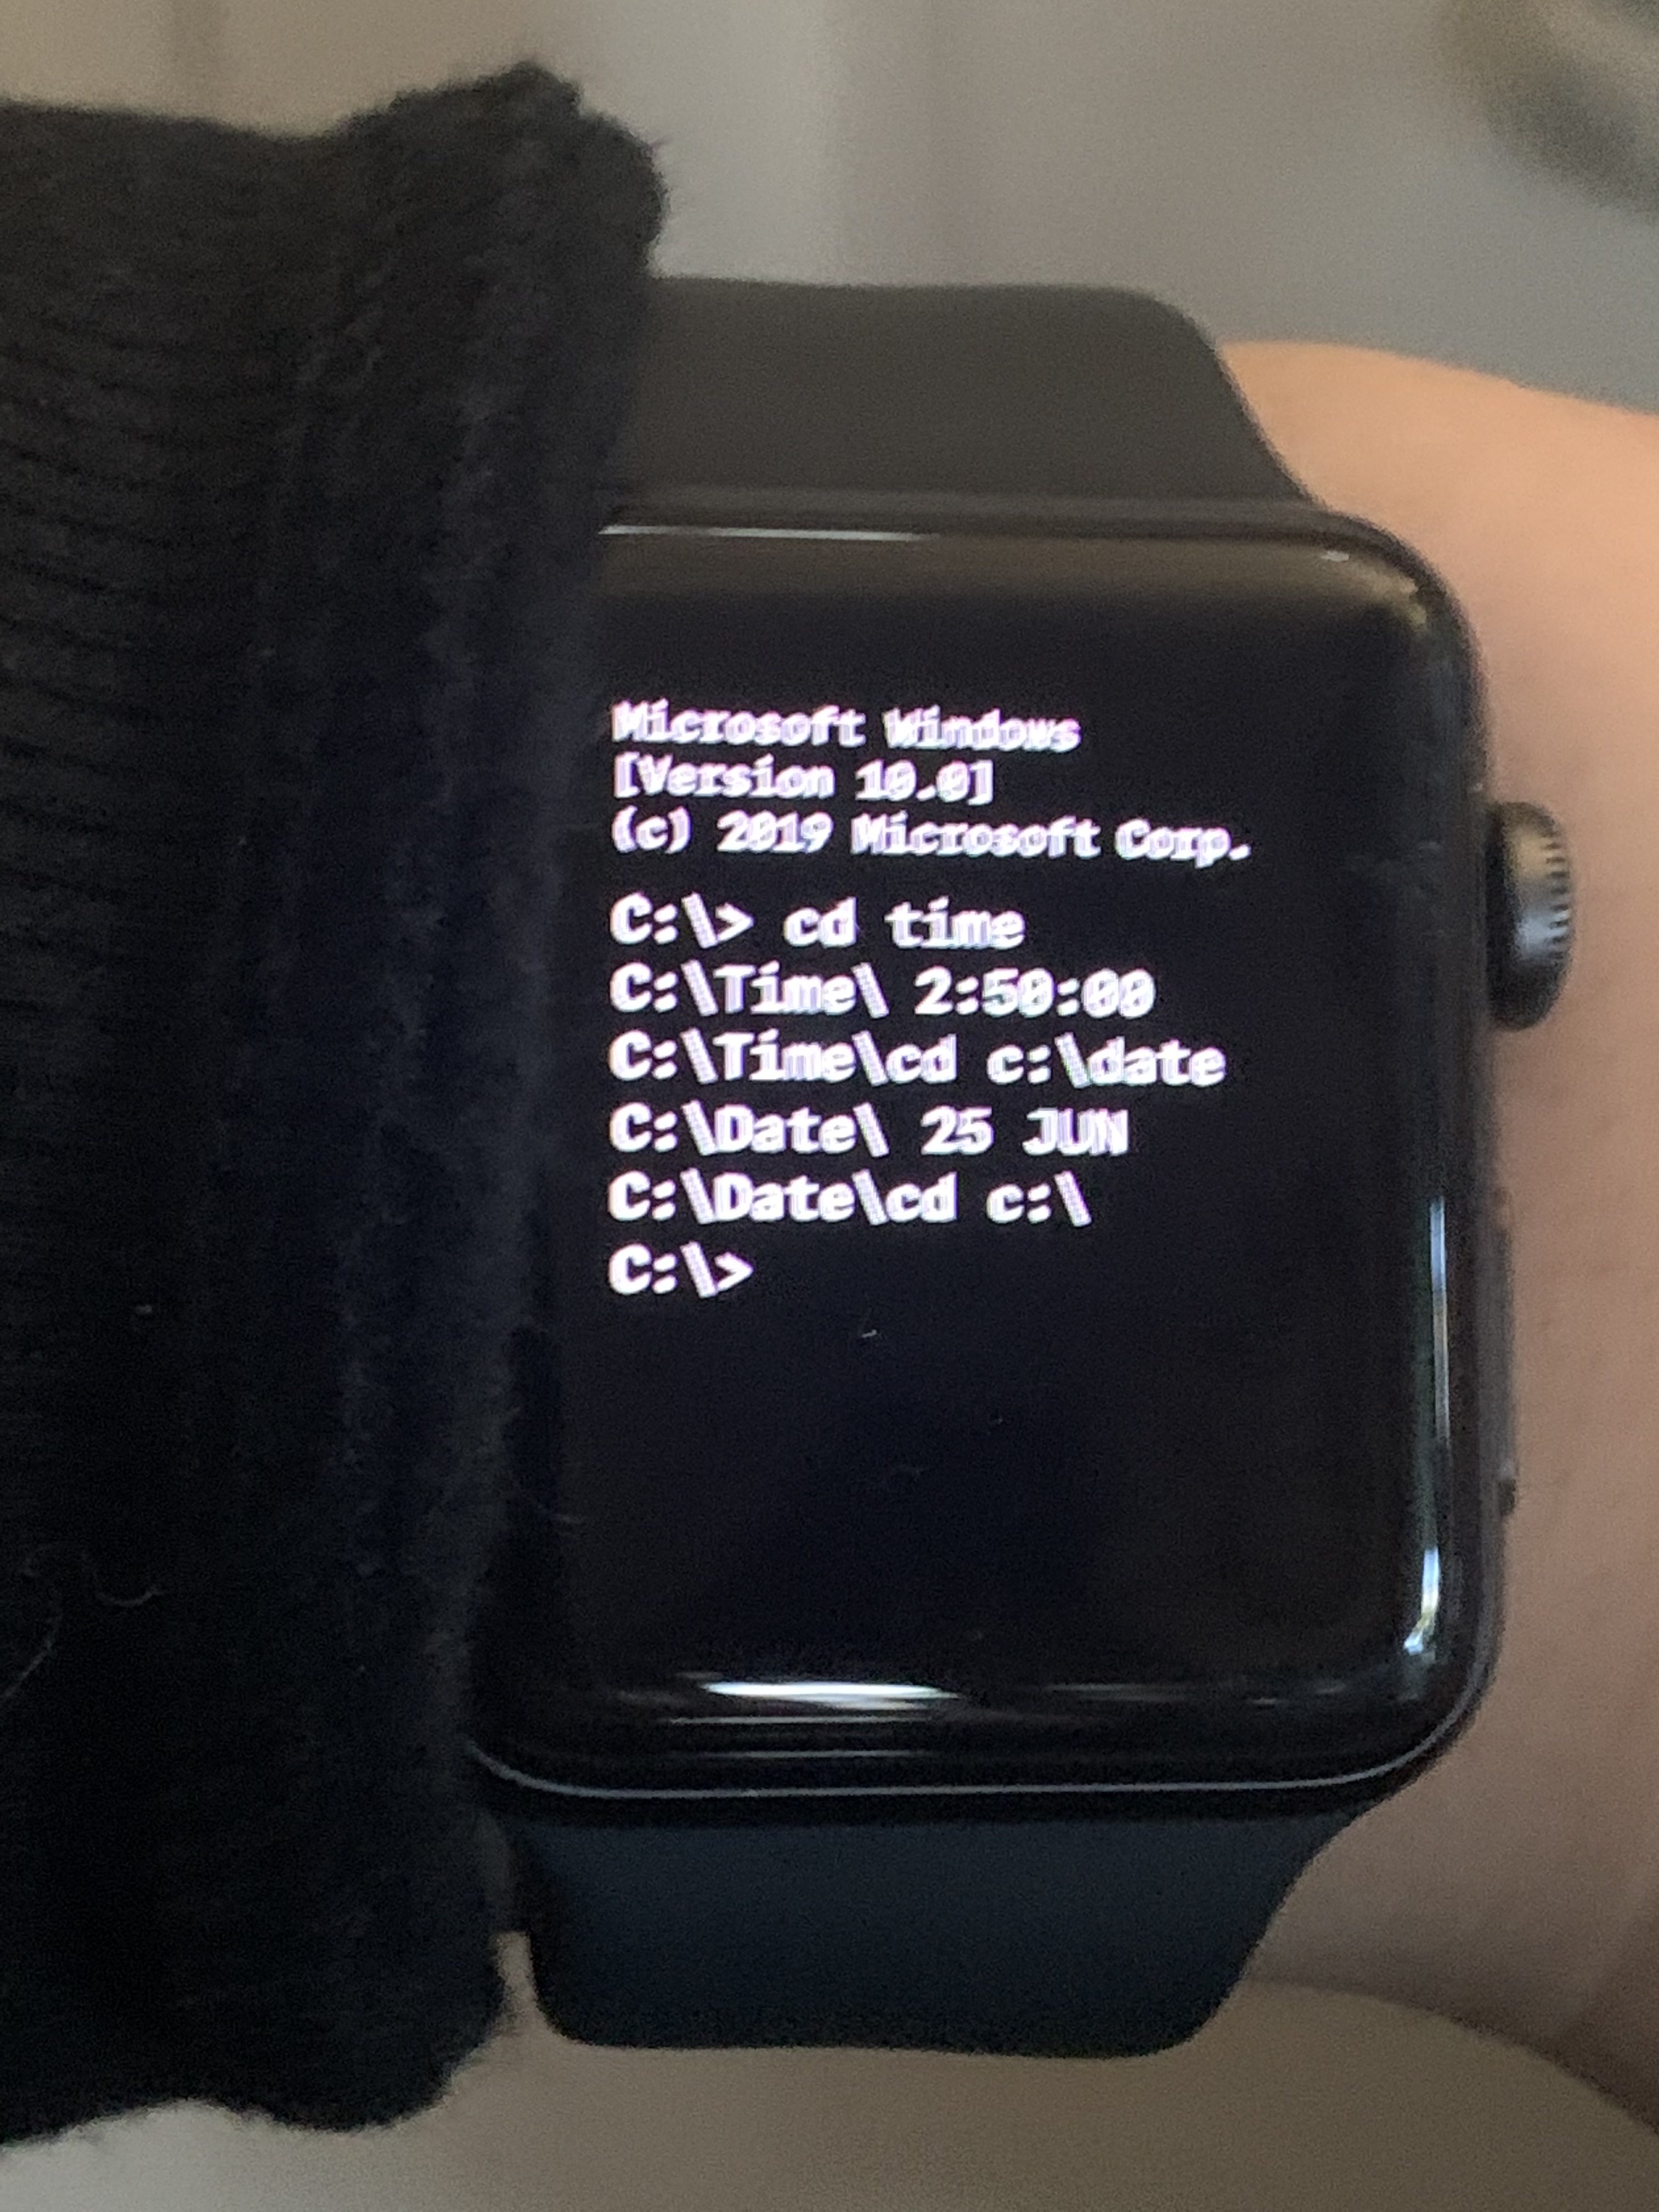 Microsoft Windows
[Version 10.0]
(c) 2019 Microsoft Corp.
C:\> cd time
C:\Time\ 2:50:00
C:\Time\cd c:\date
C:\Date\ 25 JUN
C:\Date\cd c:\
C:\>